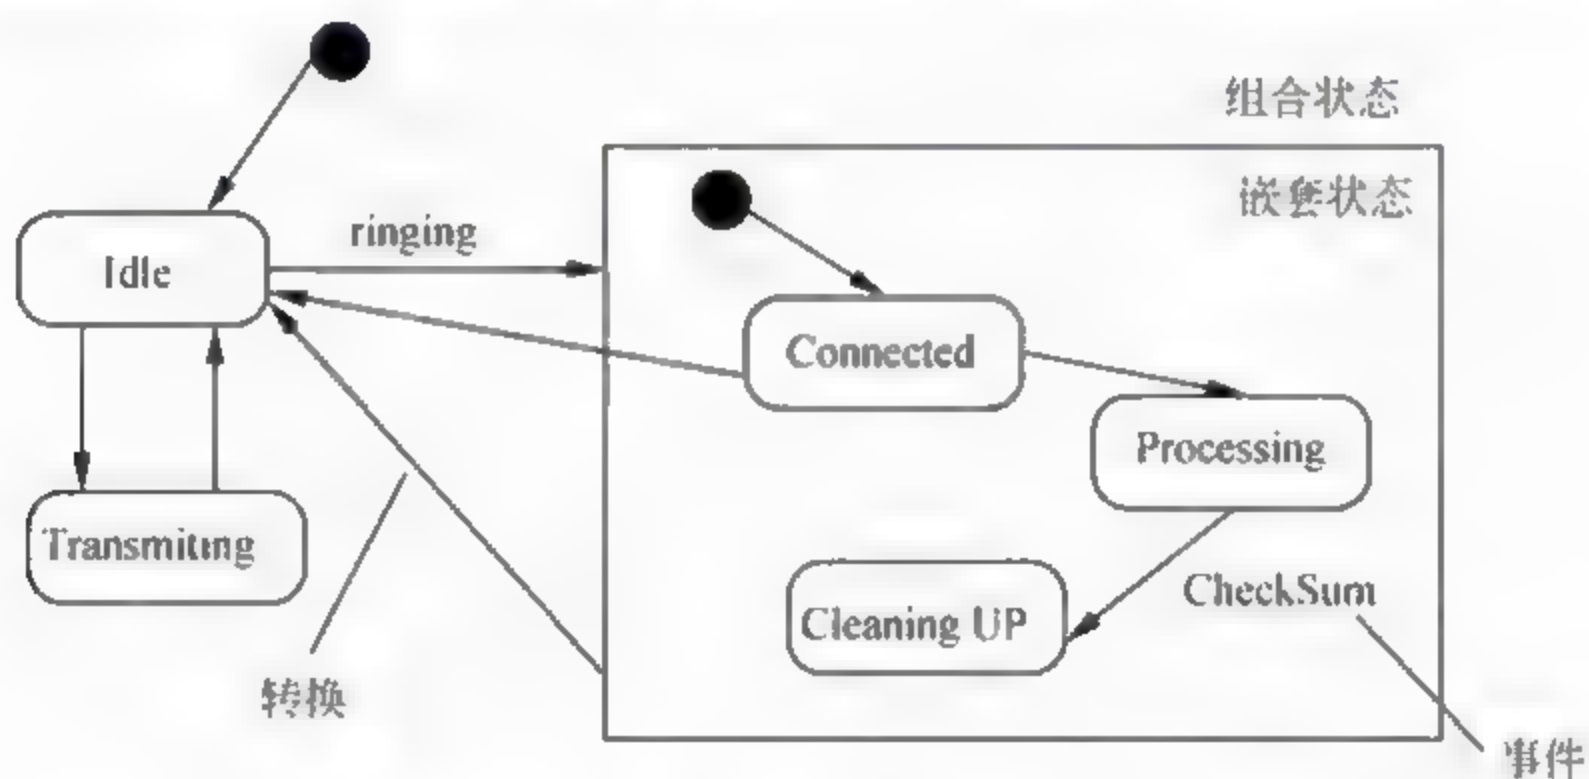 组合状态
嵌套状态
ringing
Idle
Connected
Processing
Transmiting
CheckSum
Cleaning UP
转换
事件